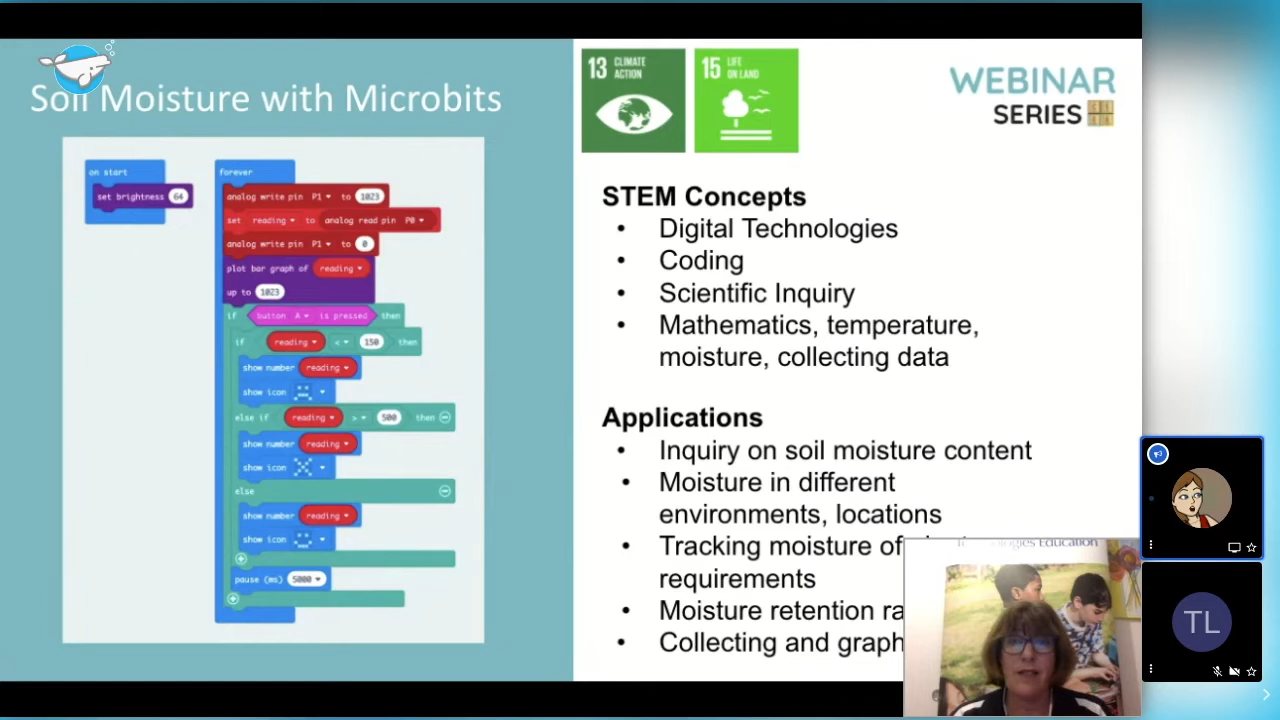 Soil Moisture with Microbits
on start
set brightness 64
forever
analog write pin P1 to 1023
set reading to analog read pin P0
analog write pin P1 to 0
plot bar graph of reading
up to 1023
if button A is pressed then
if reading < 150 then
show number reading
show icon
else if reading > 500 then
show number reading
show icon
else
show number reading
show icon
pause (ms) 5000
13 CLIMATE
ACTION
15 LIFE
ON LAND
WEBINAR
SERIES
STEM Concepts
• Digital Technologies
• Coding
• Scientific Inquiry
• Mathematics, temperature,
moisture, collecting data
Applications
• Inquiry on soil moisture content
• Moisture in different
environments, locations
• Tracking moisture of
requirements
• Moisture retention
• Collecting and
Education
TL